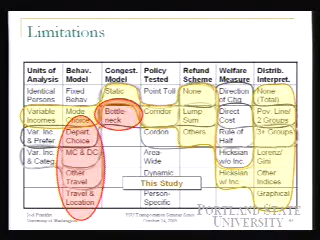 Limitations
Units of Analysis
Behav. Model
Congest. Model
Policy Tested
Refund Scheme
Welfare Measure
Distrib. Interpret.
Identical Persons
Fixed Behav
Static
Point Toll
None
Direction of Chg
None (Total)
Variable Incomes
Mode Choice
Bottle-neck
Corridor
Lump Sum
Direct Cost
Pov. Line/ 2 Groups
Var. Inc. & Prefer
Depart. Choice
Cordon
Others
Rule of Half
3+ Groups
Var. Inc. & Categ.
MC & DC
Area-Wide
Hicksian w/o Inc.
Lorenz/ Gini
Other Travel
Dynamic
Hicksian w/ Inc.
Other Indices
Travel & Location
Person-Specific
Graphical
This Study
PORTLAND STATE
UNIVERSITY